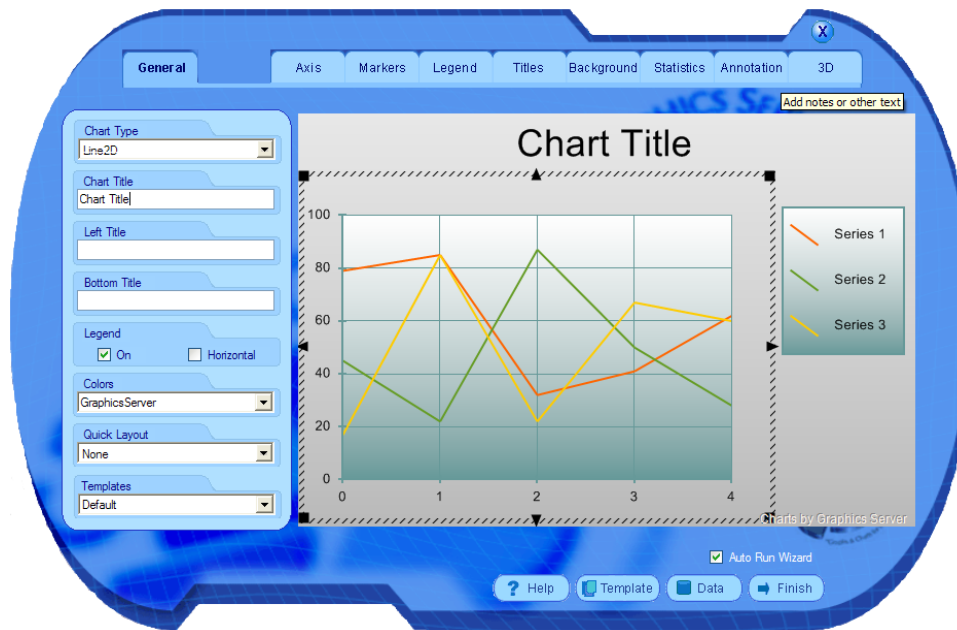 X
General Axis Markers Legend Titles Background Statistics Annotation 3D
Add notes or other text
Chart Type
Line2D
Chart Title
Chart Title
Left Title
Bottom Title
Legend
On Horizontal
Colors
GraphicsServer
Quick Layout
None
Templates
Default
Chart Title
100
80
60
40
20
0
0 1 2 3 4
Series 1
Series 2
Series 3
Charts by Graphics Server
Auto Run Wizard
? Help Template Data Finish